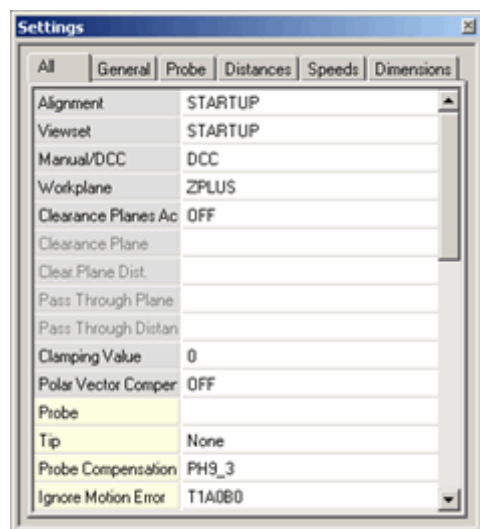 Settings
All General Probe Distances Speeds Dimensions
Alignment STARTUP
Viewset STARTUP
Manual/DCC DCC
Workplane ZPLUS
Clearance Planes Ac OFF
Clearance Plane
Clear.Plane Dist.
Pass Through Plane
Pass Through Distan
Clamping Value 0
Polar Vector Comper OFF
Probe
Tip None
Probe Compensation PH9_3
Ignore Motion Error T1A0B0